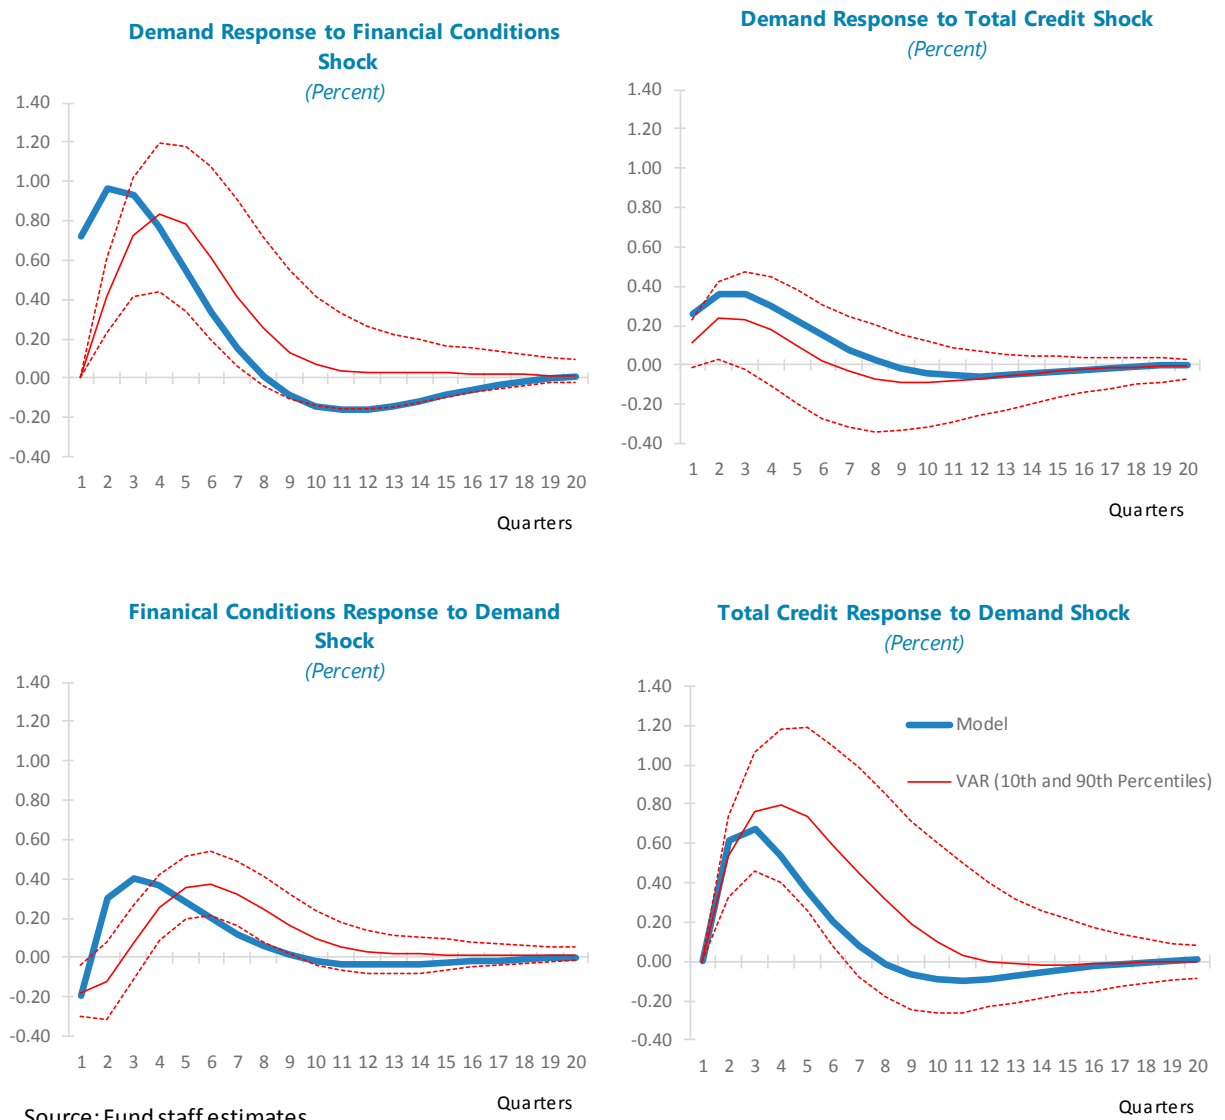 Demand Response to Financial Conditions
Shock
(Percent)
1.40
1.20
1.00
0.80
0.60
0.40
0.20
0.00
-0.20
-0.40
1 2 3 4 5 6 7 8 9 10 11 12 13 14 15 16 17 18 19 20
Quarters
Demand Response to Total Credit Shock
(Percent)
1.40
1.20
1.00
0.80
0.60
0.40
0.20
0.00
-0.20
-0.40
1 2 3 4 5 6 7 8 9 10 11 12 13 14 15 16 17 18 19 20
Quarters
Finanical Conditions Response to Demand
Shock
(Percent)
1.40
1.20
1.00
0.80
0.60
0.40
0.20
0.00
-0.20
-0.40
1 2 3 4 5 6 7 8 9 10 11 12 13 14 15 16 17 18 19 20
Quarters
Total Credit Response to Demand Shock
(Percent)
1.40
1.20
1.00
0.80
0.60
0.40
0.20
0.00
-0.20
-0.40
Model
VAR (10th and 90th Percentiles)
1 2 3 4 5 6 7 8 9 10 11 12 13 14 15 16 17 18 19 20
Quarters
Source: Fund staff estimates